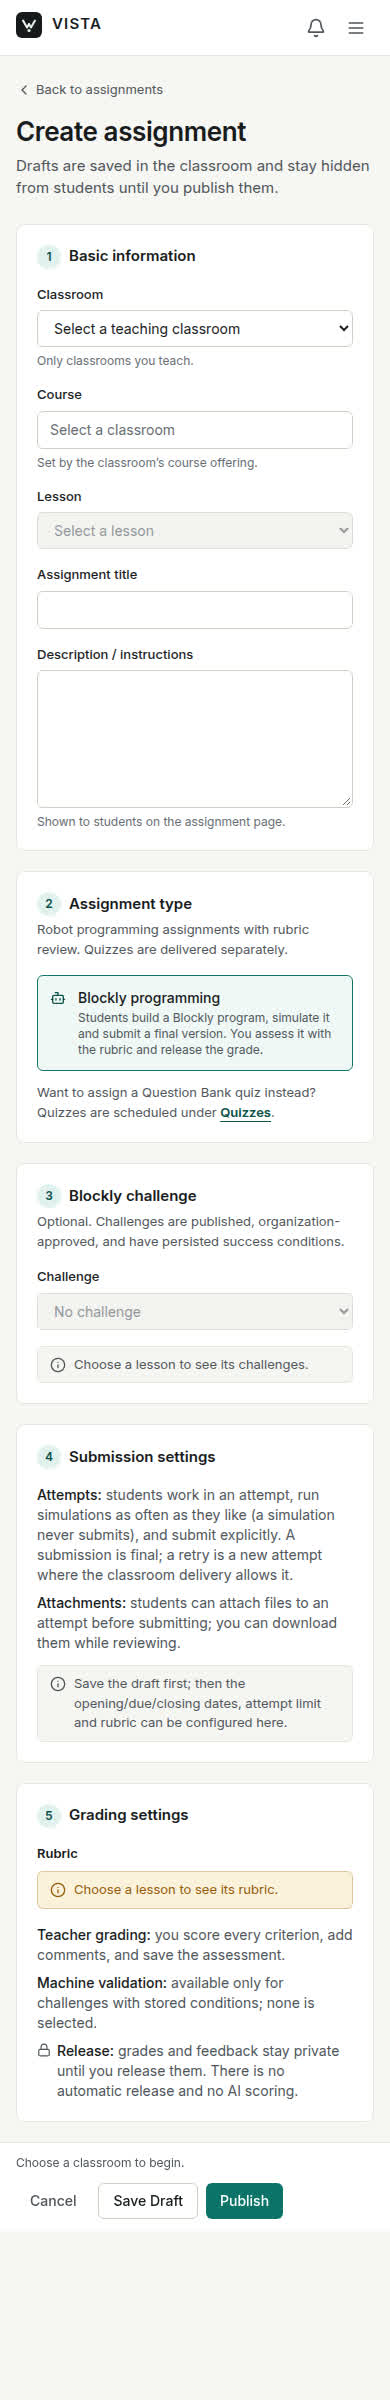 VISTA
Back to assignments
Create assignment
Drafts are saved in the classroom and stay hidden
from students until you publish them.
1 Basic information
Classroom
Select a teaching classroom
Only classrooms you teach.
Course
Select a classroom
Set by the classroom’s course offering.
Lesson
Select a lesson
Assignment title
Description / instructions
Shown to students on the assignment page.
2 Assignment type
Robot programming assignments with rubric
review. Quizzes are delivered separately.
Blockly programming
Students build a Blockly program, simulate it
and submit a final version. You assess it with
the rubric and release the grade.
Want to assign a Question Bank quiz instead?
Quizzes are scheduled under Quizzes.
3 Blockly challenge
Optional. Challenges are published, organization-
approved, and have persisted success conditions.
Challenge
No challenge
Choose a lesson to see its challenges.
4 Submission settings
Attempts: students work in an attempt, run
simulations as often as they like (a simulation
never submits), and submit explicitly. A
submission is final; a retry is a new attempt
where the classroom delivery allows it.
Attachments: students can attach files to an
attempt before submitting; you can download
them while reviewing.
Save the draft first; then the
opening/due/closing dates, attempt limit
and rubric can be configured here.
5 Grading settings
Rubric
Choose a lesson to see its rubric.
Teacher grading: you score every criterion, add
comments, and save the assessment.
Machine validation: available only for
challenges with stored conditions; none is
selected.
Release: grades and feedback stay private
until you release them. There is no
automatic release and no AI scoring.
Choose a classroom to begin.
Cancel Save Draft Publish